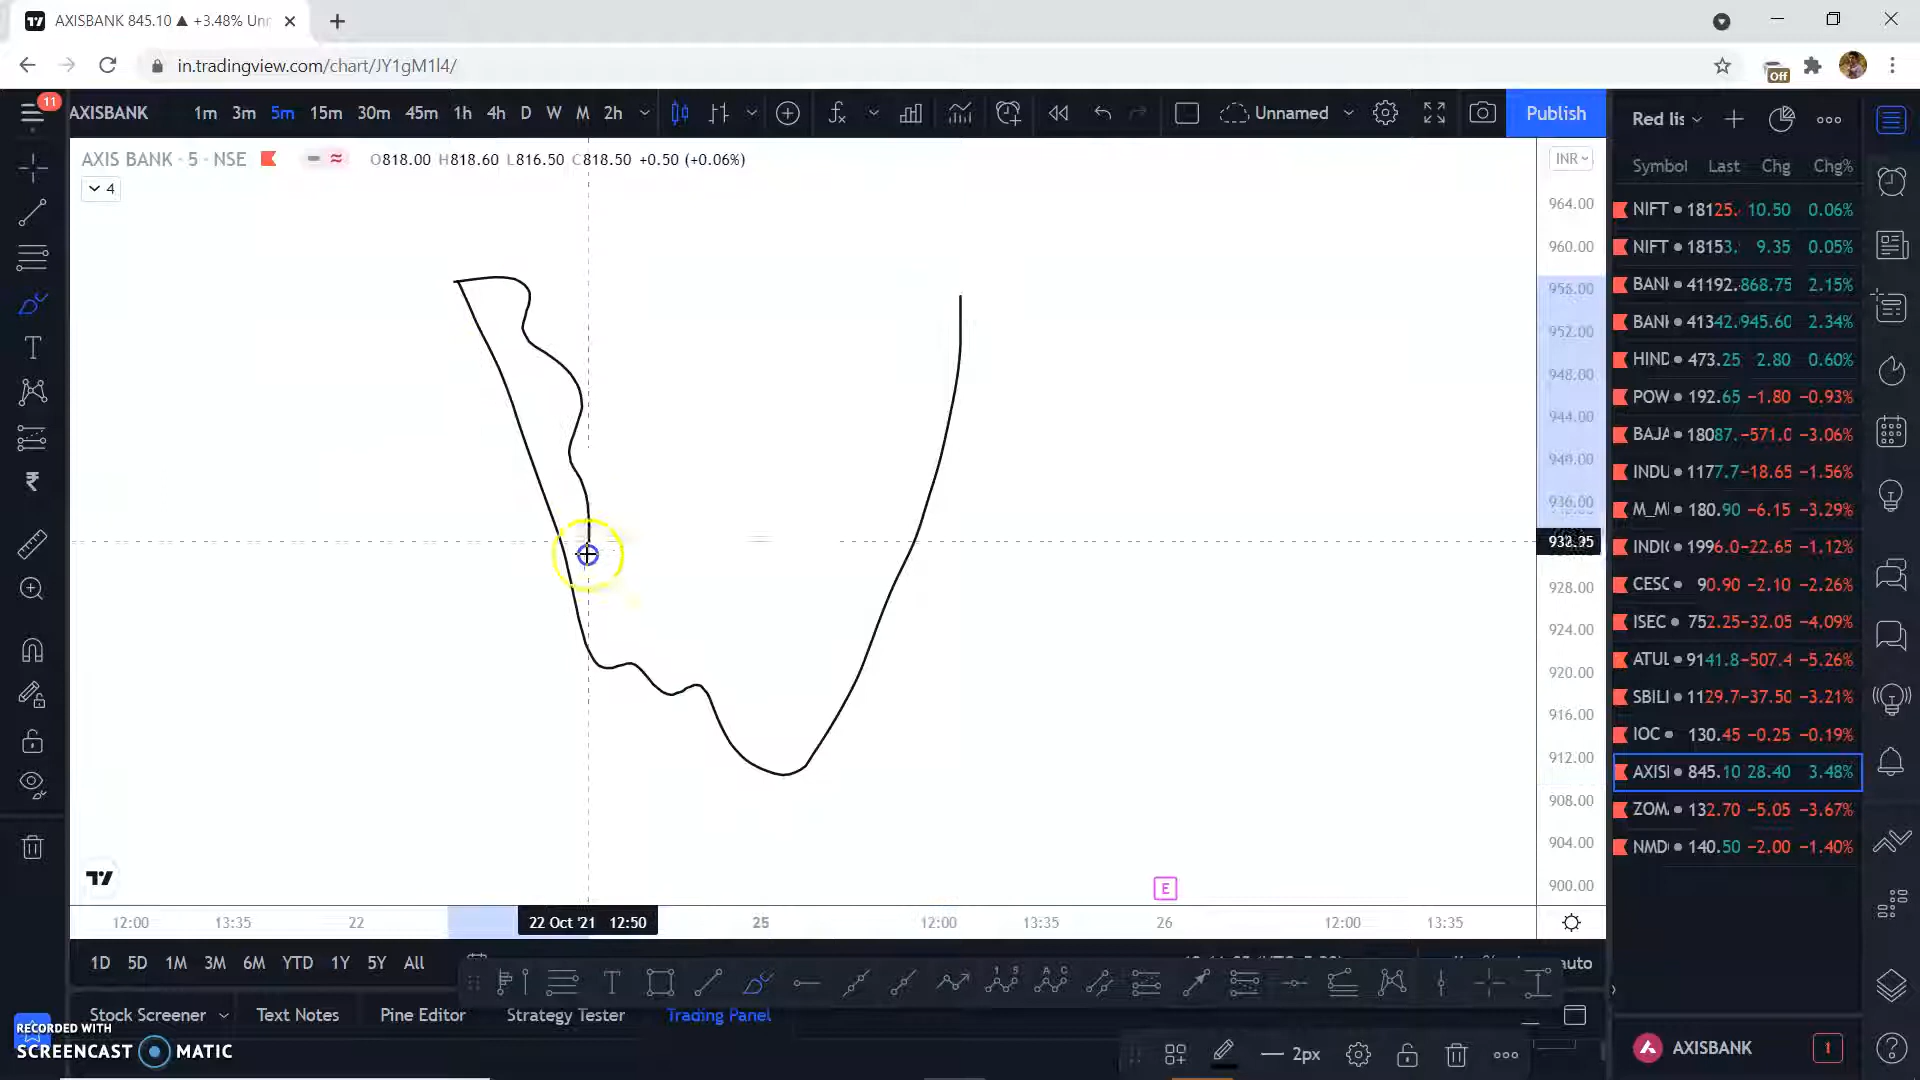 AXISBANK 845.10 ▲ +3.48% Unr
in.tradingview.com/chart/JY1gM1l4/
11
AXISBANK 1m 3m 5m 15m 30m 45m 1h 4h D W M 2h Unnamed Publish
Red lis
AXIS BANK · 5 · NSE O818.00 H818.60 L816.50 C818.50 +0.50 (+0.06%)
INR
4
Off
Symbol Last Chg Chg%
NIFT 18125. 10.50 0.06%
NIFT 18153. 9.35 0.05%
BANK 41192. 868.75 2.15%
BANK 41342. 945.60 2.34%
HIND 473.25 2.80 0.60%
POW 192.65 −1.80 −0.93%
BAJA 18087. −571.0 −3.06%
INDU 1177.7 −18.65 −1.56%
M_MI 180.90 −6.15 −3.29%
INDI 1996.0 −22.65 −1.12%
CESC 90.90 −2.10 −2.26%
ISEC 752.25 −32.05 −4.09%
ATUL 9141.8 −507.4 −5.26%
SBILI 1129.7 −37.50 −3.21%
IOC 130.45 −0.25 −0.19%
AXISI 845.10 28.40 3.48%
ZOM 132.70 −5.05 −3.67%
NMD 140.50 −2.00 −1.40%
964.00
960.00
956.00
952.00
948.00
944.00
940.00
936.00
928.00
924.00
920.00
916.00
912.00
908.00
904.00
900.00
E
12:00 13:35 22 22 Oct '21 12:50 25 12:00 13:35 26 12:00 13:35
1D 5D 1M 3M 6M YTD 1Y 5Y All auto
Stock Screener Text Notes Pine Editor Strategy Tester Trading Panel
RECORDED WITH
SCREENCAST MATIC
2px
AXISBANK 1